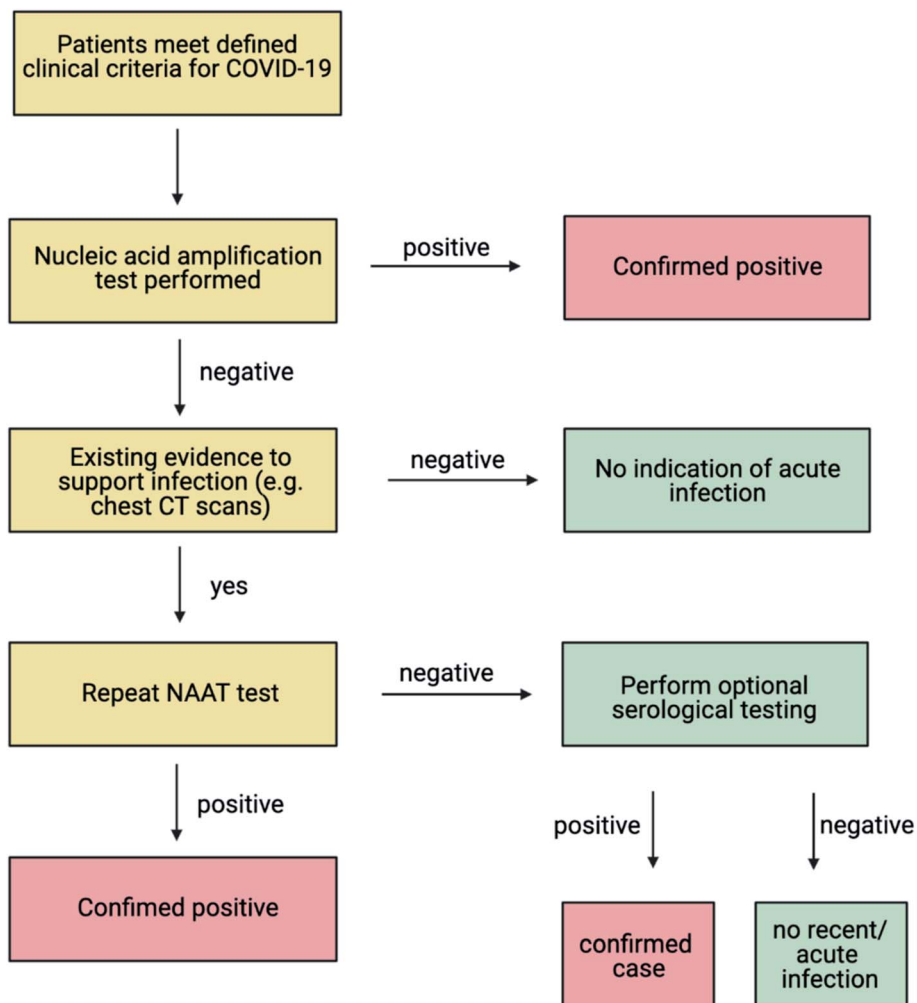 Patients meet defined
clinical criteria for COVID-19
Nucleic acid amplification
test performed
positive
Confirmed positive
negative
Existing evidence to
support infection (e.g.
chest CT scans)
negative
No indication of acute
infection
yes
Repeat NAAT test
negative
Perform optional
serological testing
positive
Confimed positive
positive
negative
confirmed
case
no recent/
acute
infection